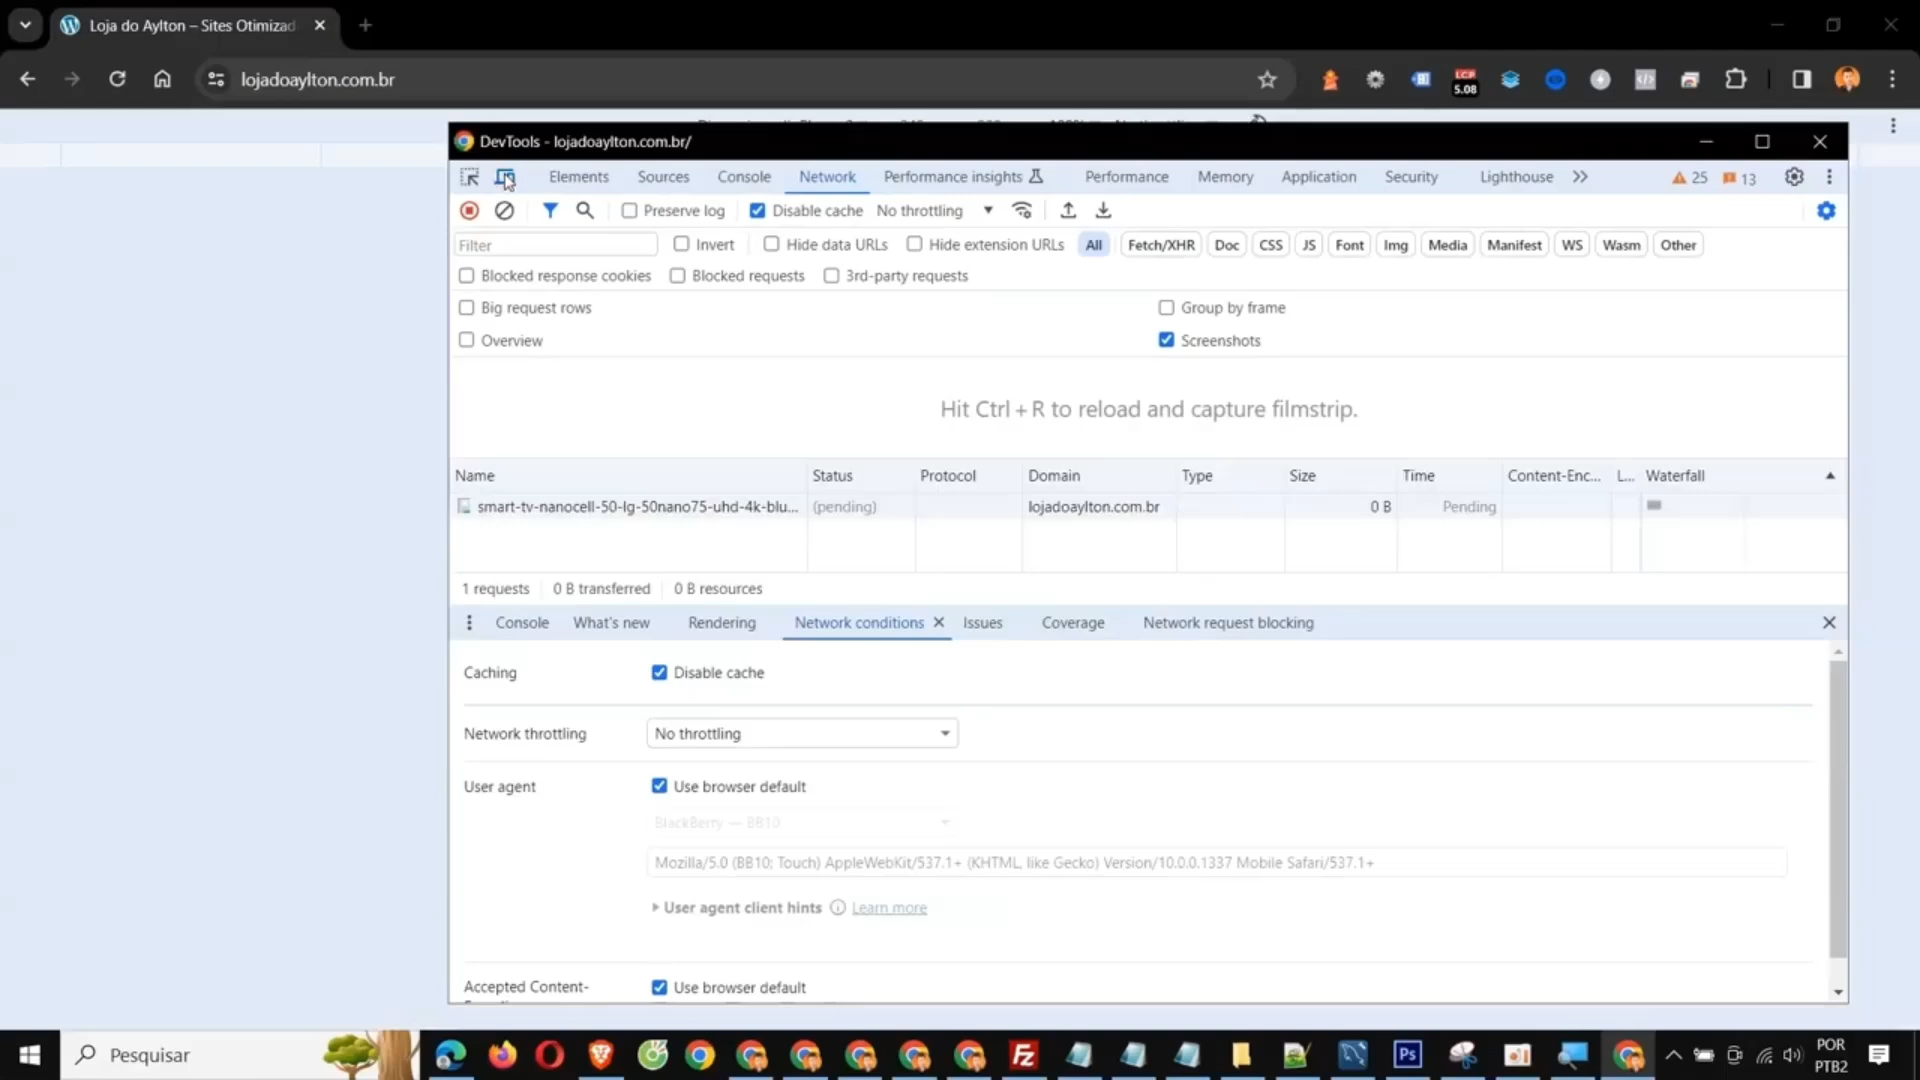 Loja do Aylton – Sites Otimizad
lojadoaylton.com.br
LCP
5.08
DevTools - lojadoaylton.com.br/
Elements Sources Console Network Performance insights Performance Memory Application Security Lighthouse 25 13
Preserve log Disable cache No throttling
Filter Invert Hide data URLs Hide extension URLs All Fetch/XHR Doc CSS JS Font Img Media Manifest WS Wasm Other
Blocked response cookies Blocked requests 3rd-party requests
Big request rows Group by frame
Overview Screenshots
Hit Ctrl + R to reload and capture filmstrip.
Name Status Protocol Domain Type Size Time Content-Enc... L... Waterfall
smart-tv-nanocell-50-lg-50nano75-uhd-4k-blu... (pending) lojadoaylton.com.br 0 B Pending
1 requests 0 B transferred 0 B resources
Console What's new Rendering Network conditions Issues Coverage Network request blocking
Caching Disable cache
Network throttling No throttling
User agent Use browser default
BlackBerry — BB10
Mozilla/5.0 (BB10; Touch) AppleWebKit/537.1+ (KHTML, like Gecko) Version/10.0.0.1337 Mobile Safari/537.1+
User agent client hints Learn more
Accepted Content- Use browser default
Pesquisar
Ps
POR
PTB2